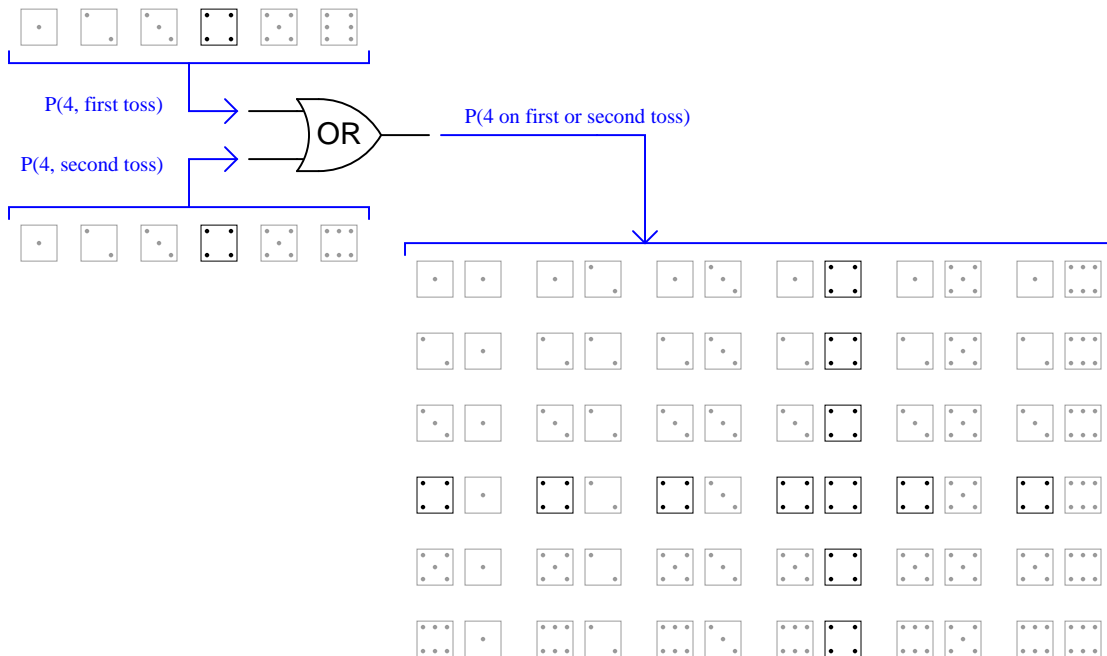 P(4, first toss)
OR
P(4 on first or second toss)
P(4, second toss)